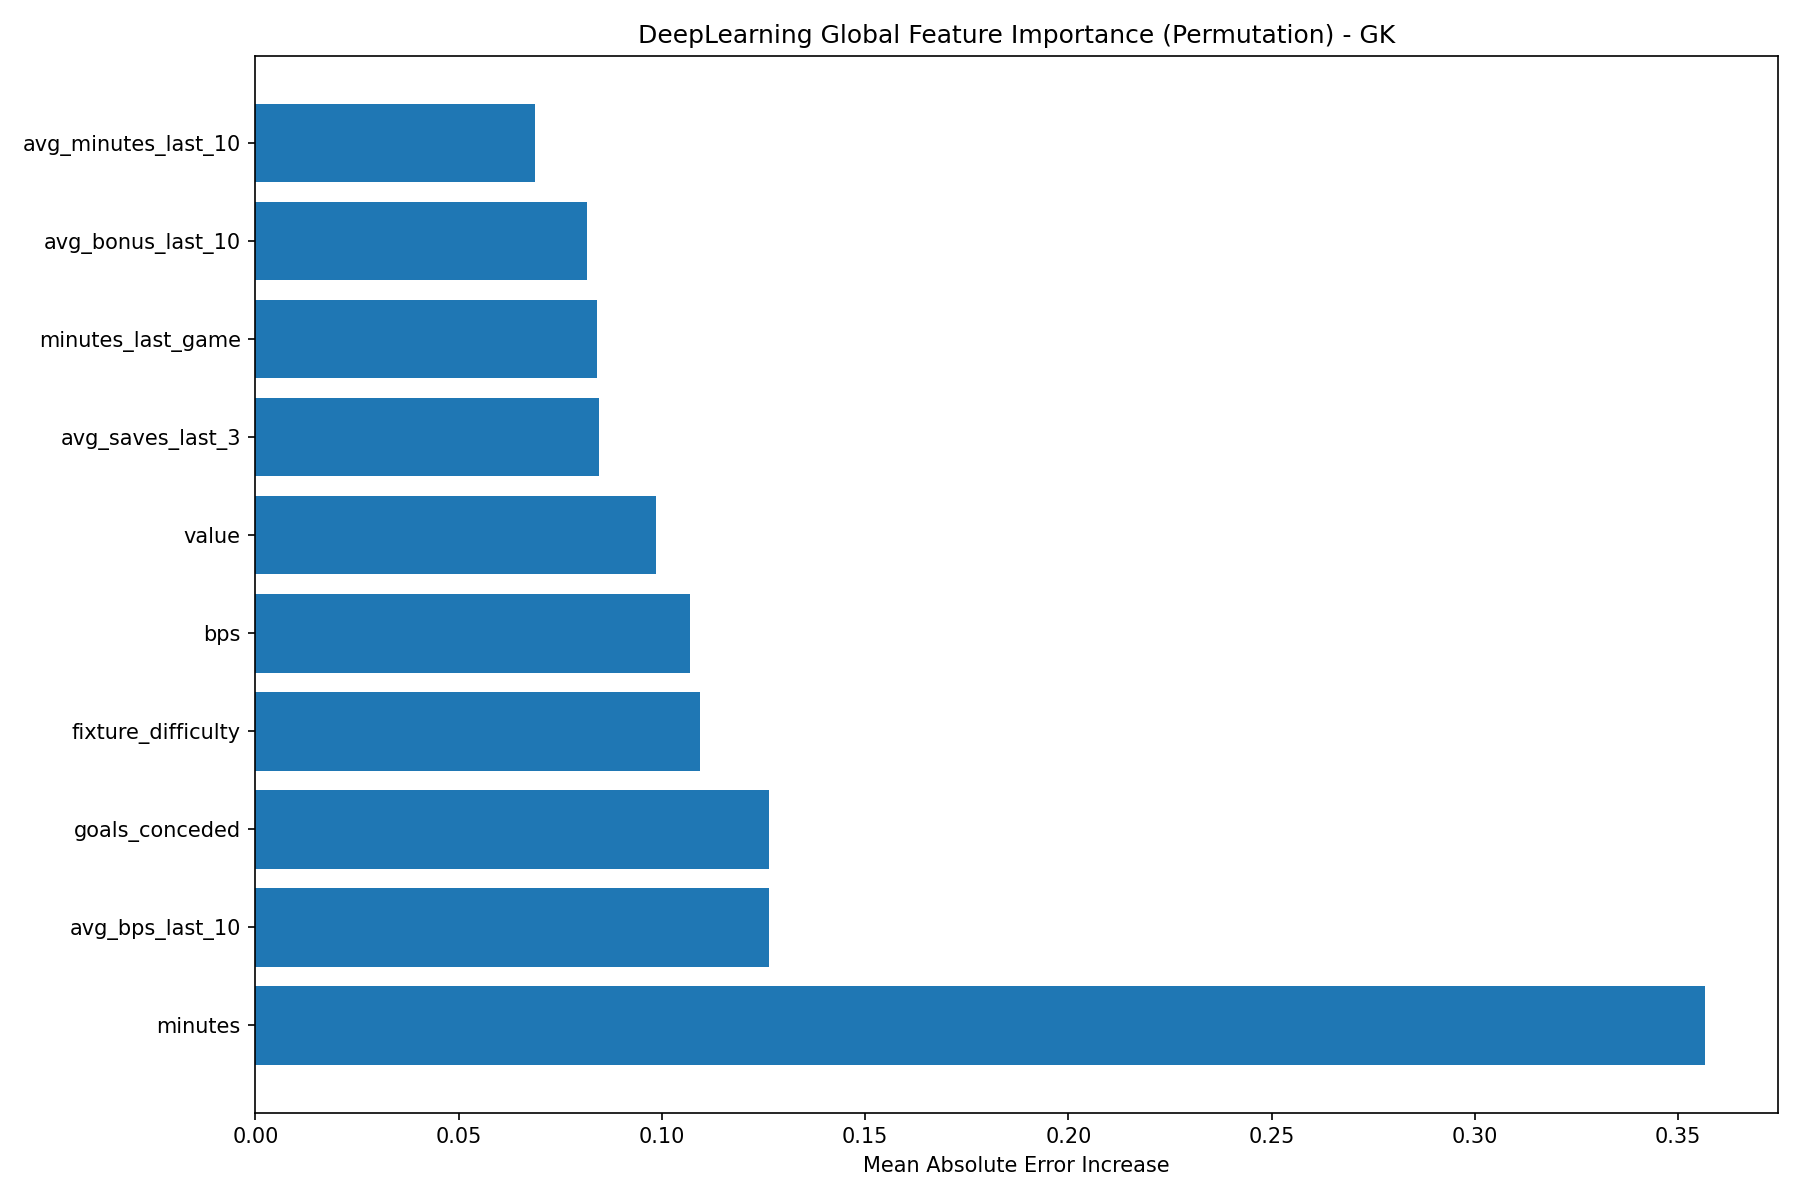 DeepLearning Global Feature Importance (Permutation) - GK
avg_minutes_last_10
avg_bonus_last_10
minutes_last_game
avg_saves_last_3
value
bps
fixture_difficulty
goals_conceded
avg_bps_last_10
minutes
0.00 0.05 0.10 0.15 0.20 0.25 0.30 0.35
Mean Absolute Error Increase